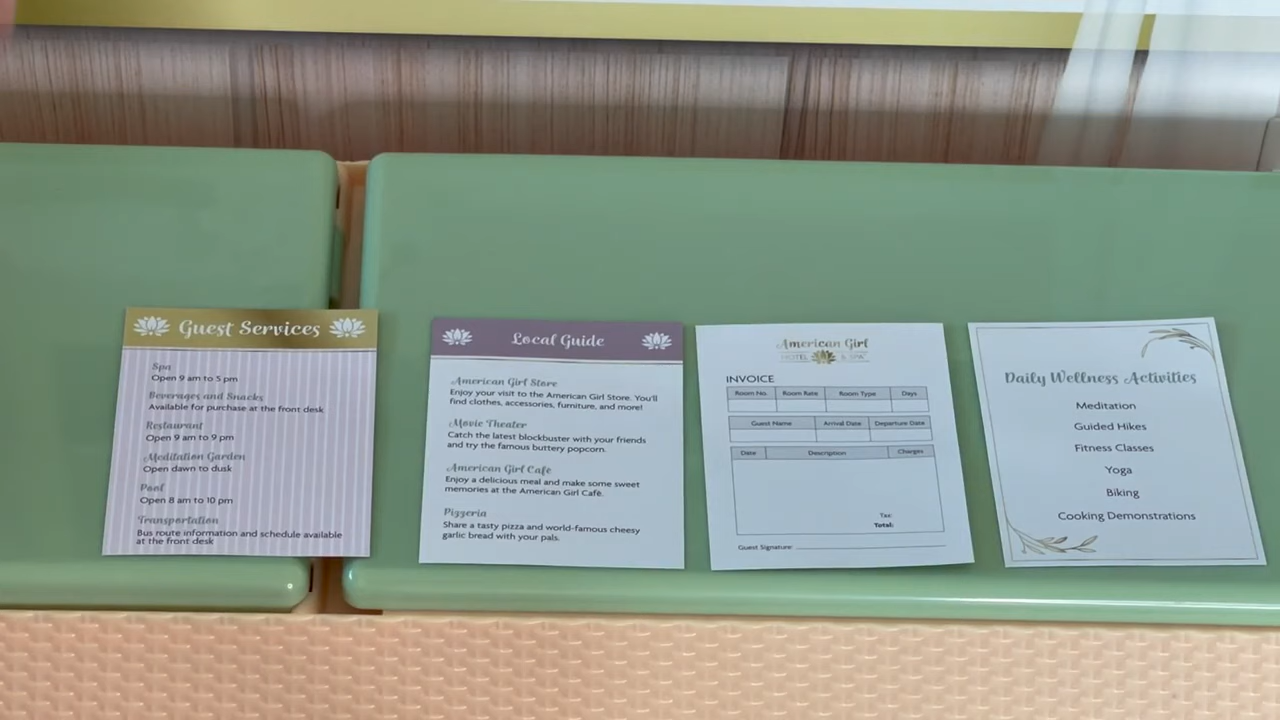 Guest Services
Spa
Open 9 am to 5 pm
Beverages and Snacks
Available for purchase at the front desk
Restaurant
Open 9 am to 9 pm
Meditation Garden
Open dawn to dusk
Pool
Open 8 am to 10 pm
Transportation
Bus route information and schedule available
at the front desk
Local Guide
American Girl Store
Enjoy your visit to the American Girl Store. You'll
find clothes, accessories, furniture, and more!
Movie Theater
Catch the latest blockbuster with your friends
and try the famous buttery popcorn.
American Girl Cafe
Enjoy a delicious meal and make some sweet
memories at the American Girl Cafe.
Pizzeria
Share a tasty pizza and world-famous cheesy
garlic bread with your pals.
American Girl
HOTEL & SPA
INVOICE
Room No. Room Rate Room Type Days
Guest Name Arrival Date Departure Date
Date Description Charges
Tax:
Total:
Guest Signature:
Daily Wellness Activities
Meditation
Guided Hikes
Fitness Classes
Yoga
Biking
Cooking Demonstrations